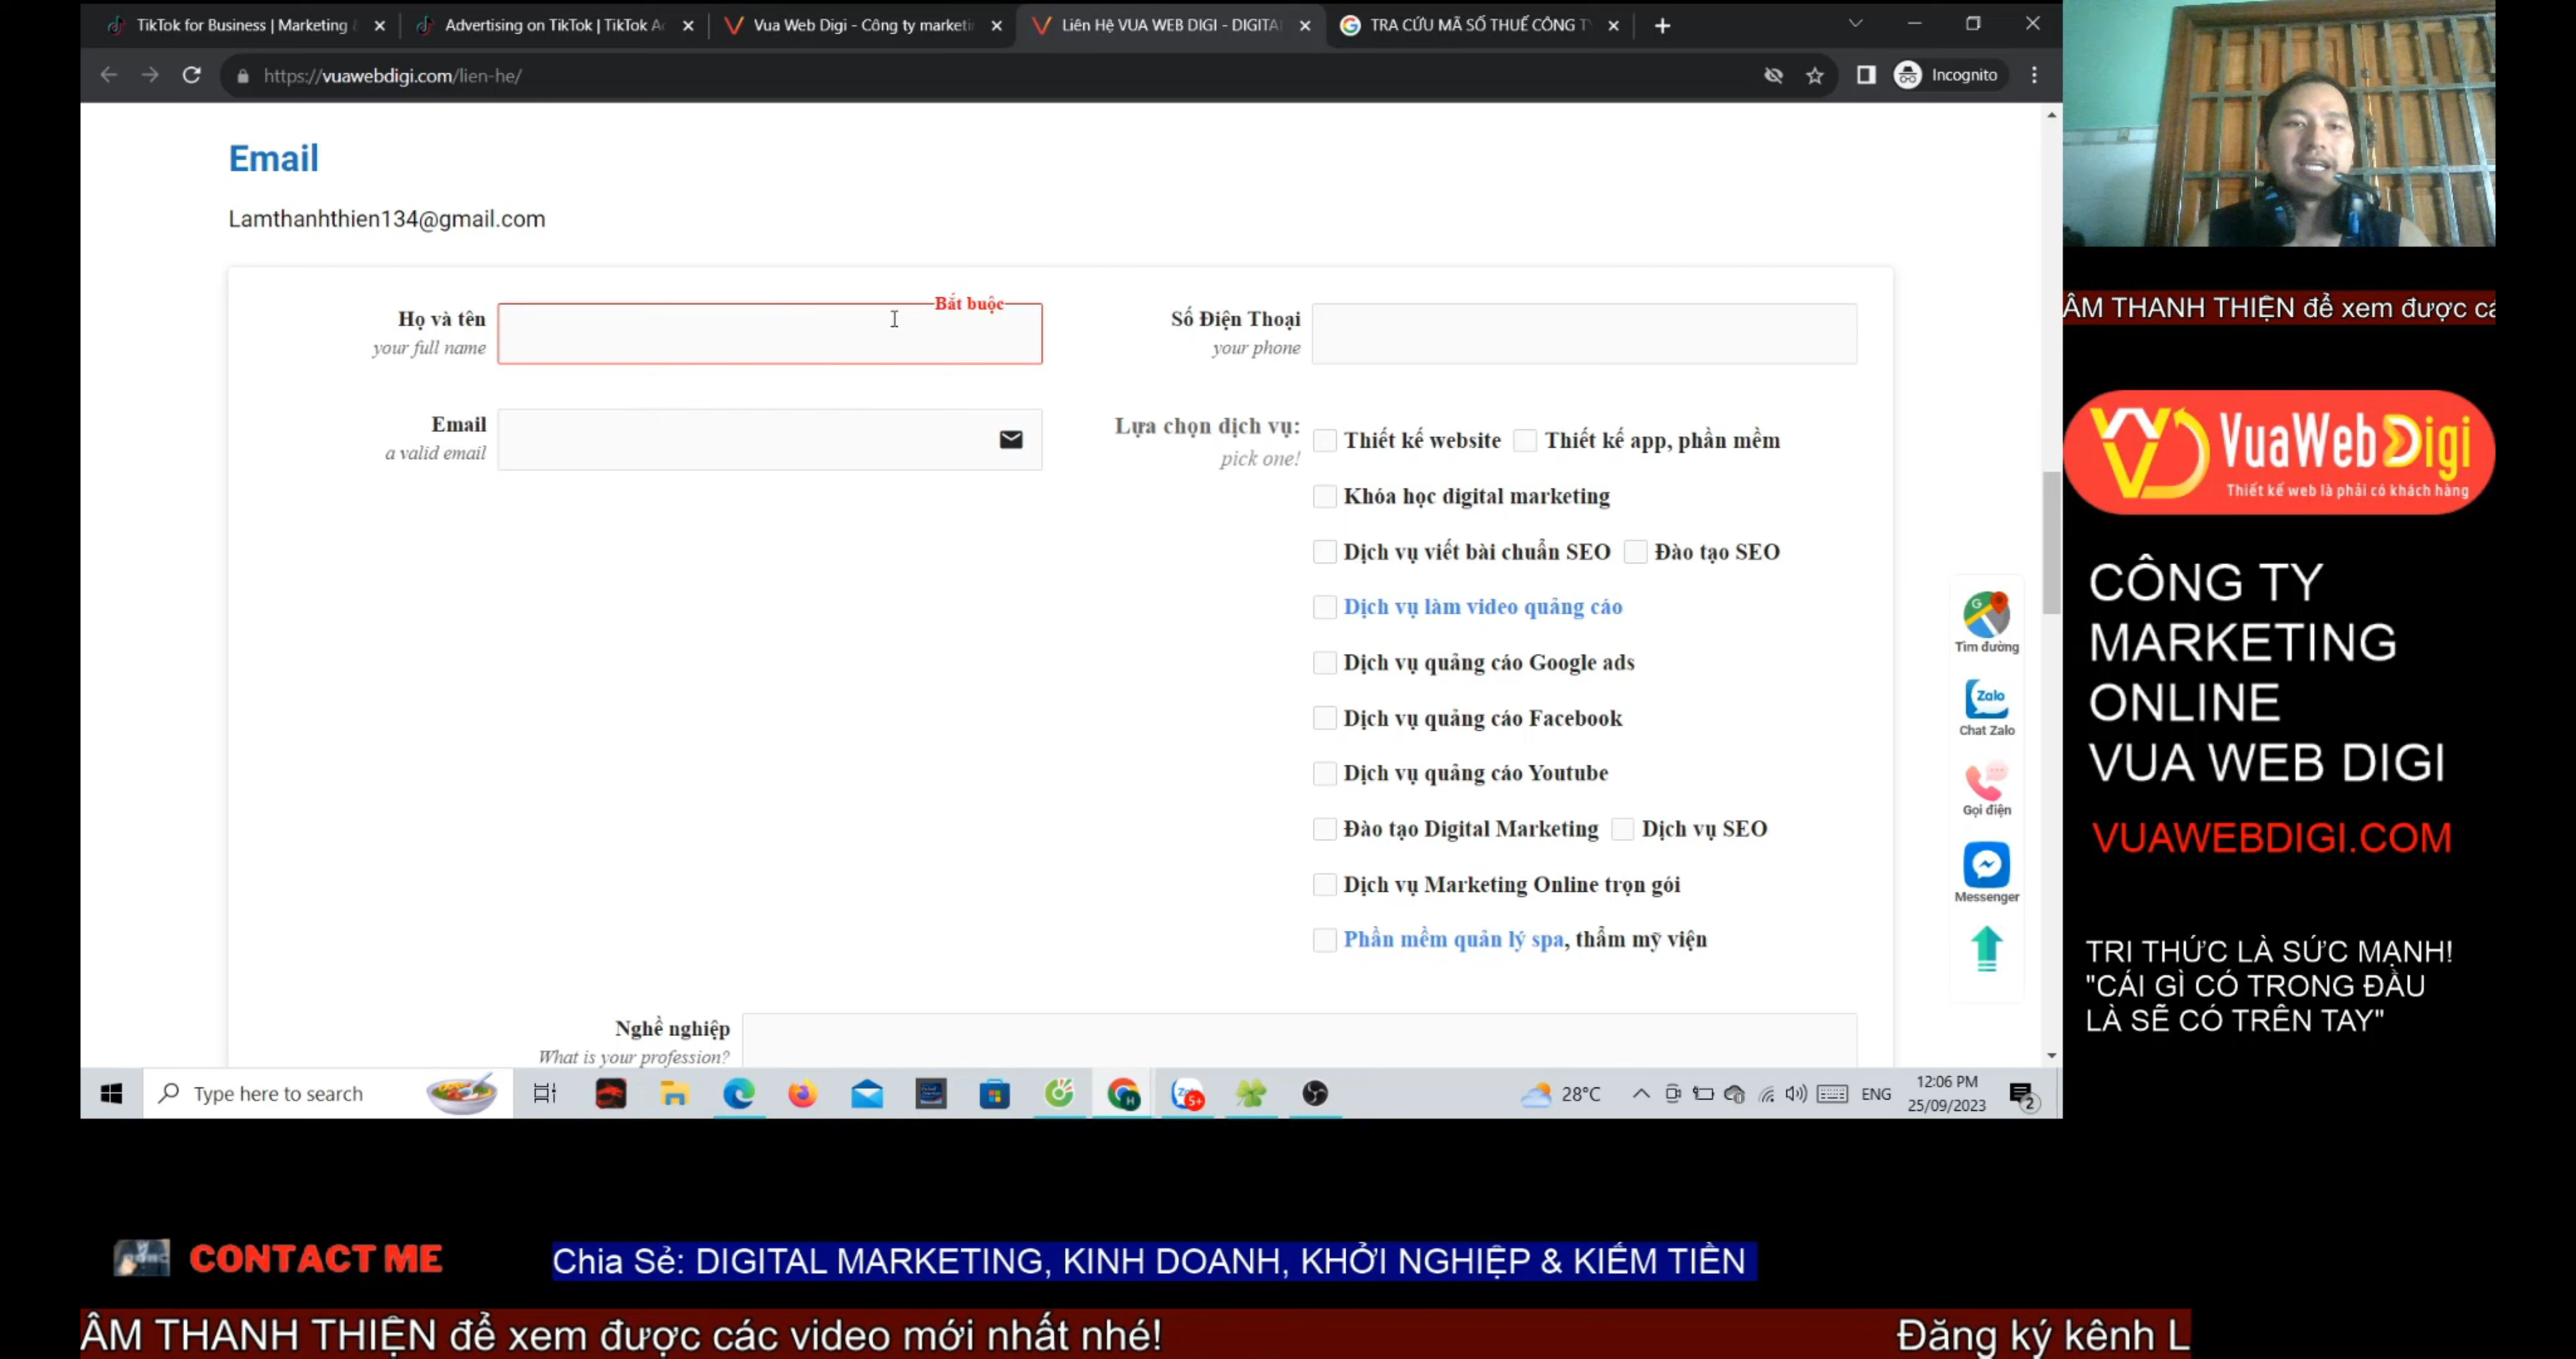 TikTok for Business | Marketing &
Advertising on TikTok | TikTok A
Vua Web Digi - Công ty marketin
Liên Hệ VUA WEB DIGI - DIGITA
TRA CỨU MÃ SỐ THUẾ CÔNG T
https://vuawebdigi.com/lien-he/
Incognito
Email
Lamthanhthien134@gmail.com
Họ và tên
your full name
Bắt buộc
Số Điện Thoại
your phone
Email
a valid email
Lựa chọn dịch vụ:
pick one!
Thiết kế website
Thiết kế app, phần mềm
Khóa học digital marketing
Dịch vụ viết bài chuẩn SEO
Đào tạo SEO
Dịch vụ làm video quảng cáo
Dịch vụ quảng cáo Google ads
Dịch vụ quảng cáo Facebook
Dịch vụ quảng cáo Youtube
Đào tạo Digital Marketing
Dịch vụ SEO
Dịch vụ Marketing Online trọn gói
Phần mềm quản lý spa, thẩm mỹ viện
Nghề nghiệp
What is your profession?
Tìm đường
Zalo
Chat Zalo
Gọi điện
Messenger
Type here to search
5+
28°C
ENG
12:06 PM
25/09/2023
2
ÂM THANH THIỆN để xem được cá
VuaWebDigi
Thiết kế web là phải có khách hàng
CÔNG TY
MARKETING
ONLINE
VUA WEB DIGI
VUAWEBDIGI.COM
TRI THỨC LÀ SỨC MẠNH!
"CÁI GÌ CÓ TRONG ĐẦU
LÀ SẼ CÓ TRÊN TAY"
CONTACT ME
Chia Sẻ: DIGITAL MARKETING, KINH DOANH, KHỞI NGHIỆP & KIẾM TIỀN
ÂM THANH THIỆN để xem được các video mới nhất nhé!
Đăng ký kênh L